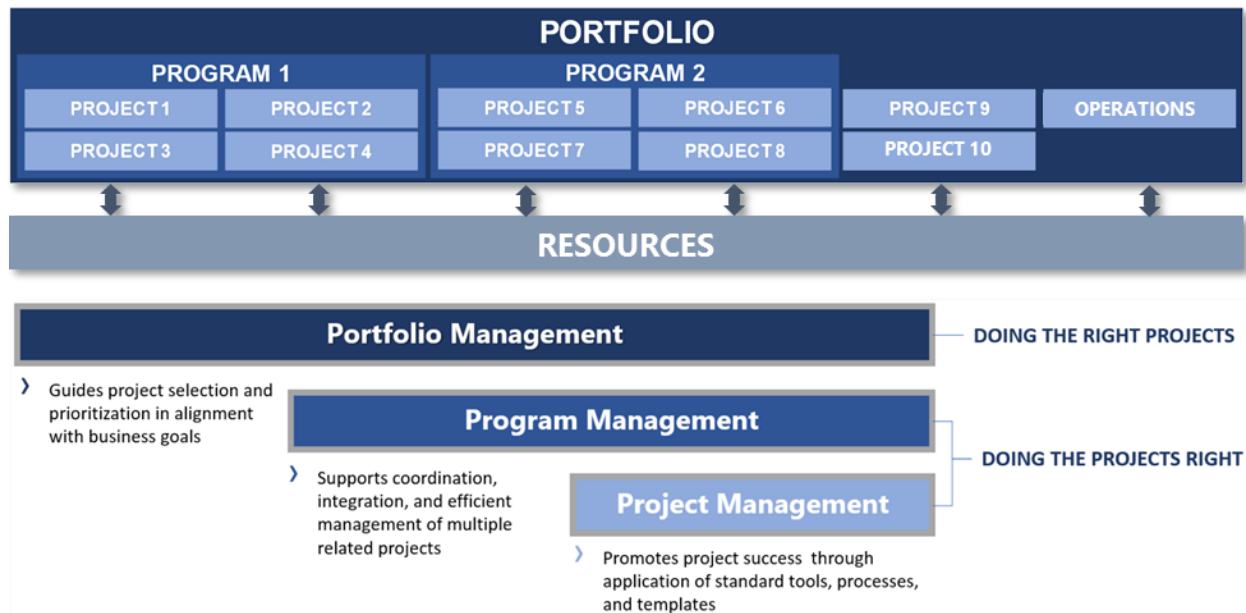 PORTFOLIO
PROGRAM 1
PROGRAM 2
PROJECT 1
PROJECT 2
PROJECT 5
PROJECT 6
PROJECT 9
OPERATIONS
PROJECT 3
PROJECT 4
PROJECT 7
PROJECT 8
PROJECT 10
RESOURCES
Portfolio Management
DOING THE RIGHT PROJECTS
Guides project selection and
prioritization in alignment
with business goals
Program Management
DOING THE PROJECTS RIGHT
Supports coordination,
integration, and efficient
management of multiple
related projects
Project Management
Promotes project success through
application of standard tools, processes,
and templates